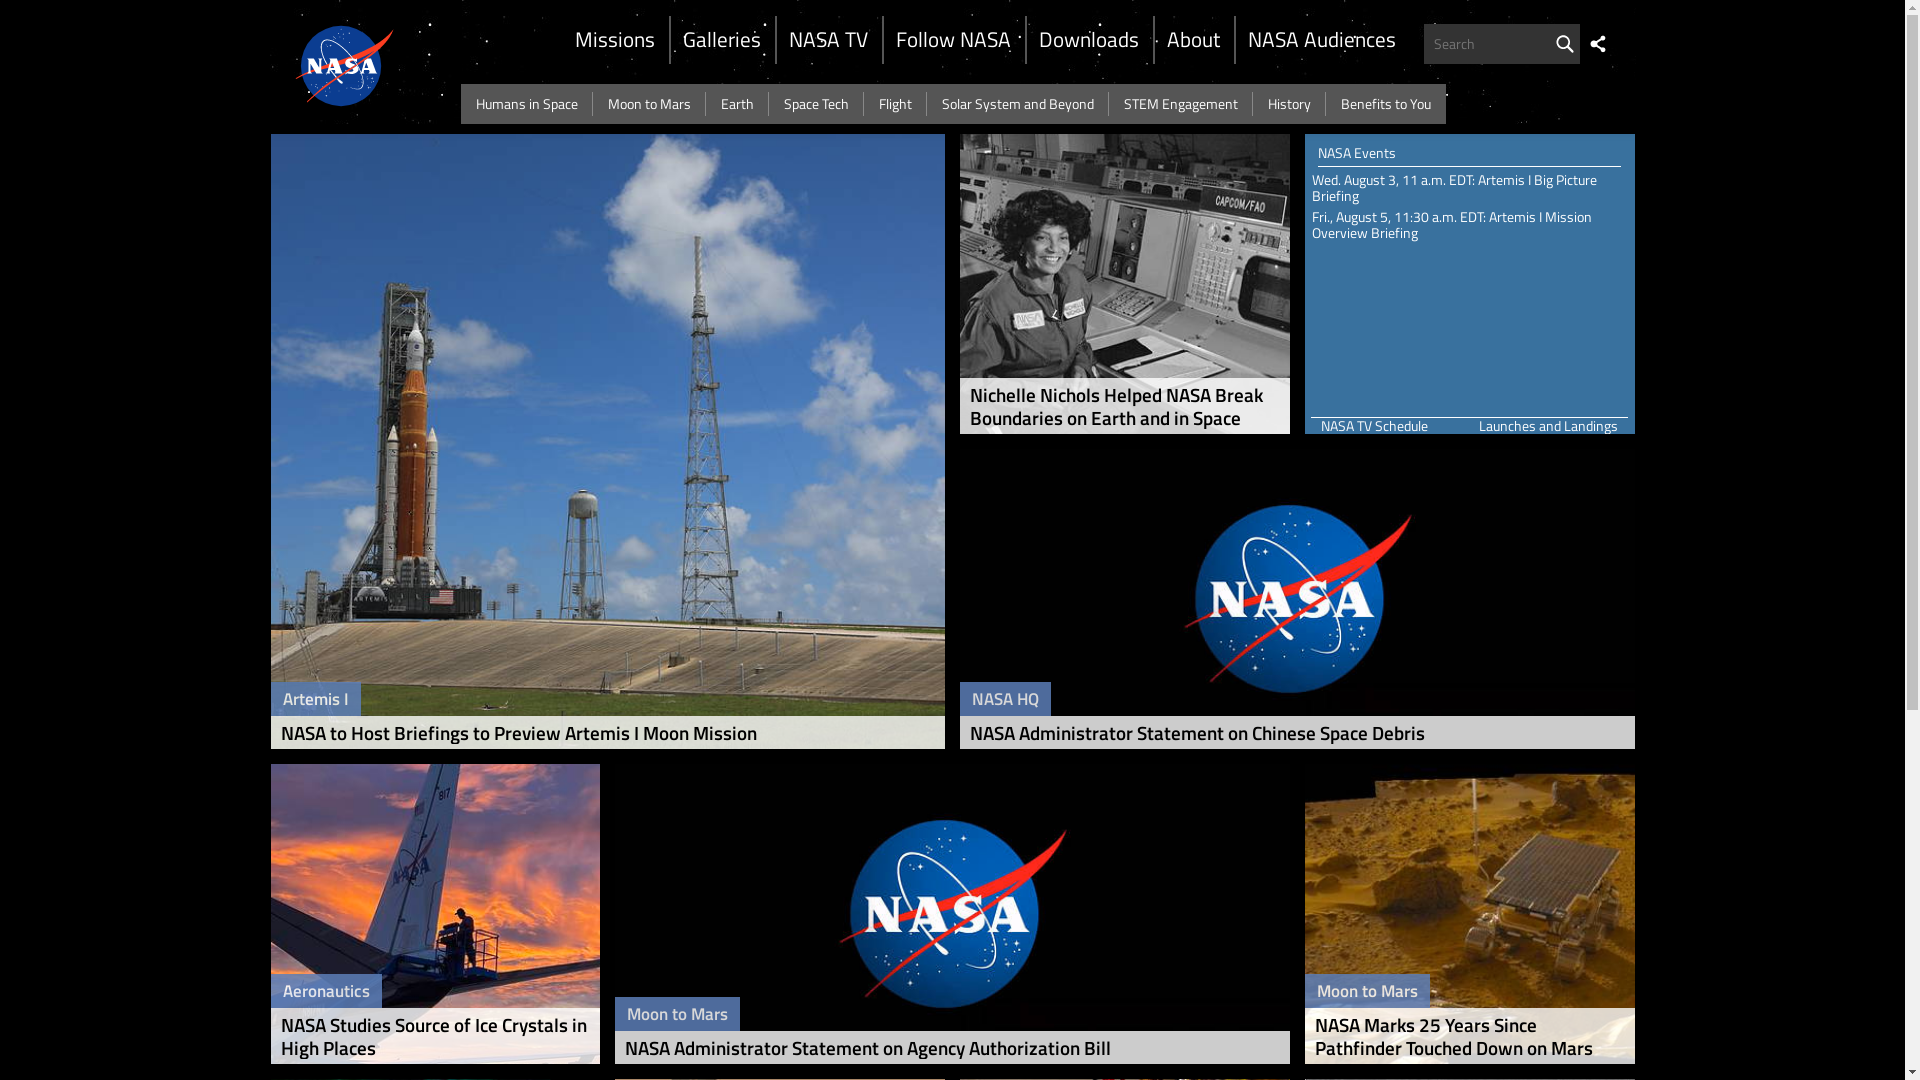 NASA
Missions
Galleries
NASA TV
Follow NASA
Downloads
About
NASA Audiences
Search
Humans in Space
Moon to Mars
Earth
Space Tech
Flight
Solar System and Beyond
STEM Engagement
History
Benefits to You
ARTEMIS
Artemis I
NASA to Host Briefings to Preview Artemis I Moon Mission
CAPCOM/FAO
NASA
Nichelle Nichols Helped NASA Break
Boundaries on Earth and in Space
NASA Events
Wed. August 3, 11 a.m. EDT: Artemis I Big Picture
Briefing
Fri., August 5, 11:30 a.m. EDT: Artemis I Mission
Overview Briefing
NASA TV Schedule
Launches and Landings
NASA
NASA HQ
NASA Administrator Statement on Chinese Space Debris
817
NASA
Aeronautics
NASA Studies Source of Ice Crystals in
High Places
NASA
Moon to Mars
NASA Administrator Statement on Agency Authorization Bill
Moon to Mars
NASA Marks 25 Years Since
Pathfinder Touched Down on Mars